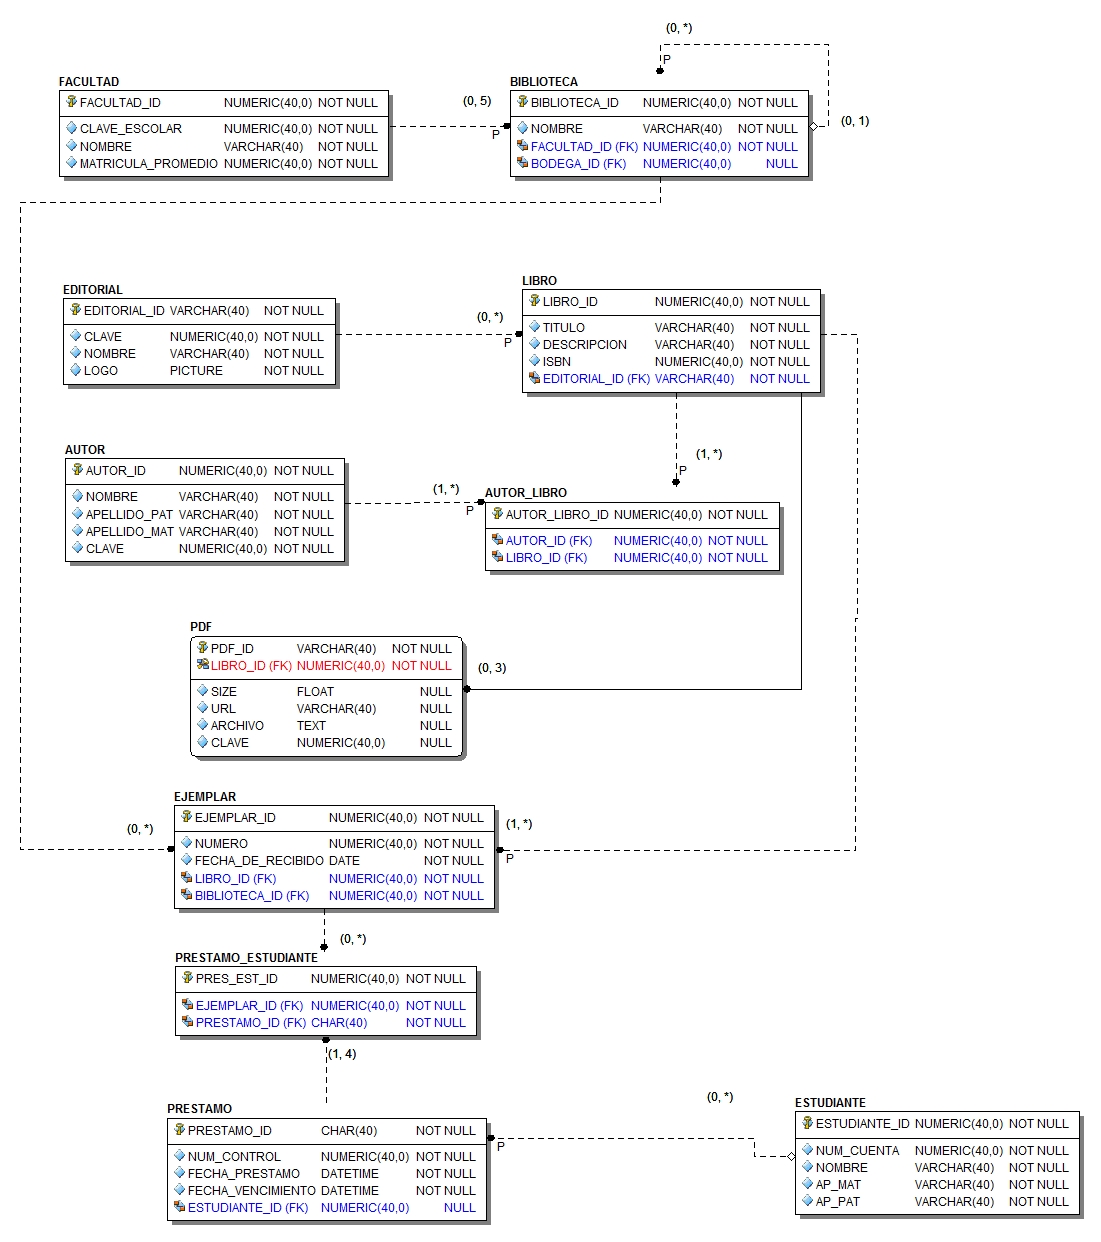 (0, *)
P
FACULTAD
FACULTAD_ID NUMERIC(40,0) NOT NULL
CLAVE_ESCOLAR NUMERIC(40,0) NOT NULL
NOMBRE VARCHAR(40) NOT NULL
MATRICULA_PROMEDIO NUMERIC(40,0) NOT NULL
(0, 5)
P
BIBLIOTECA
BIBLIOTECA_ID NUMERIC(40,0) NOT NULL
NOMBRE VARCHAR(40) NOT NULL
FACULTAD_ID (FK) NUMERIC(40,0) NOT NULL
BODEGA_ID (FK) NUMERIC(40,0) NULL
(0, 1)
EDITORIAL
EDITORIAL_ID VARCHAR(40) NOT NULL
CLAVE NUMERIC(40,0) NOT NULL
NOMBRE VARCHAR(40) NOT NULL
LOGO PICTURE NOT NULL
(0, *)
P
LIBRO
LIBRO_ID NUMERIC(40,0) NOT NULL
TITULO VARCHAR(40) NOT NULL
DESCRIPCION VARCHAR(40) NOT NULL
ISBN NUMERIC(40,0) NOT NULL
EDITORIAL_ID (FK) VARCHAR(40) NOT NULL
(1, *)
P
AUTOR
AUTOR_ID NUMERIC(40,0) NOT NULL
NOMBRE VARCHAR(40) NOT NULL
APELLIDO_PAT VARCHAR(40) NOT NULL
APELLIDO_MAT VARCHAR(40) NOT NULL
CLAVE NUMERIC(40,0) NOT NULL
(1, *)
P
AUTOR_LIBRO
AUTOR_LIBRO_ID NUMERIC(40,0) NOT NULL
AUTOR_ID (FK) NUMERIC(40,0) NOT NULL
LIBRO_ID (FK) NUMERIC(40,0) NOT NULL
PDF
PDF_ID VARCHAR(40) NOT NULL
LIBRO_ID (FK) NUMERIC(40,0) NOT NULL
SIZE FLOAT NULL
URL VARCHAR(40) NULL
ARCHIVO TEXT NULL
CLAVE NUMERIC(40,0) NULL
(0, 3)
EJEMPLAR
EJEMPLAR_ID NUMERIC(40,0) NOT NULL
NUMERO NUMERIC(40,0) NOT NULL
FECHA_DE_RECIBIDO DATE NOT NULL
LIBRO_ID (FK) NUMERIC(40,0) NOT NULL
BIBLIOTECA_ID (FK) NUMERIC(40,0) NOT NULL
(0, *)
(1, *)
P
(0, *)
PRESTAMO_ESTUDIANTE
PRES_EST_ID NUMERIC(40,0) NOT NULL
EJEMPLAR_ID (FK) NUMERIC(40,0) NOT NULL
PRESTAMO_ID (FK) CHAR(40) NOT NULL
(1, 4)
PRESTAMO
PRESTAMO_ID CHAR(40) NOT NULL
NUM_CONTROL NUMERIC(40,0) NOT NULL
FECHA_PRESTAMO DATETIME NOT NULL
FECHA_VENCIMIENTO DATETIME NOT NULL
ESTUDIANTE_ID (FK) NUMERIC(40,0) NULL
P
(0, *)
ESTUDIANTE
ESTUDIANTE_ID NUMERIC(40,0) NOT NULL
NUM_CUENTA NUMERIC(40,0) NOT NULL
NOMBRE VARCHAR(40) NOT NULL
AP_MAT VARCHAR(40) NOT NULL
AP_PAT VARCHAR(40) NOT NULL